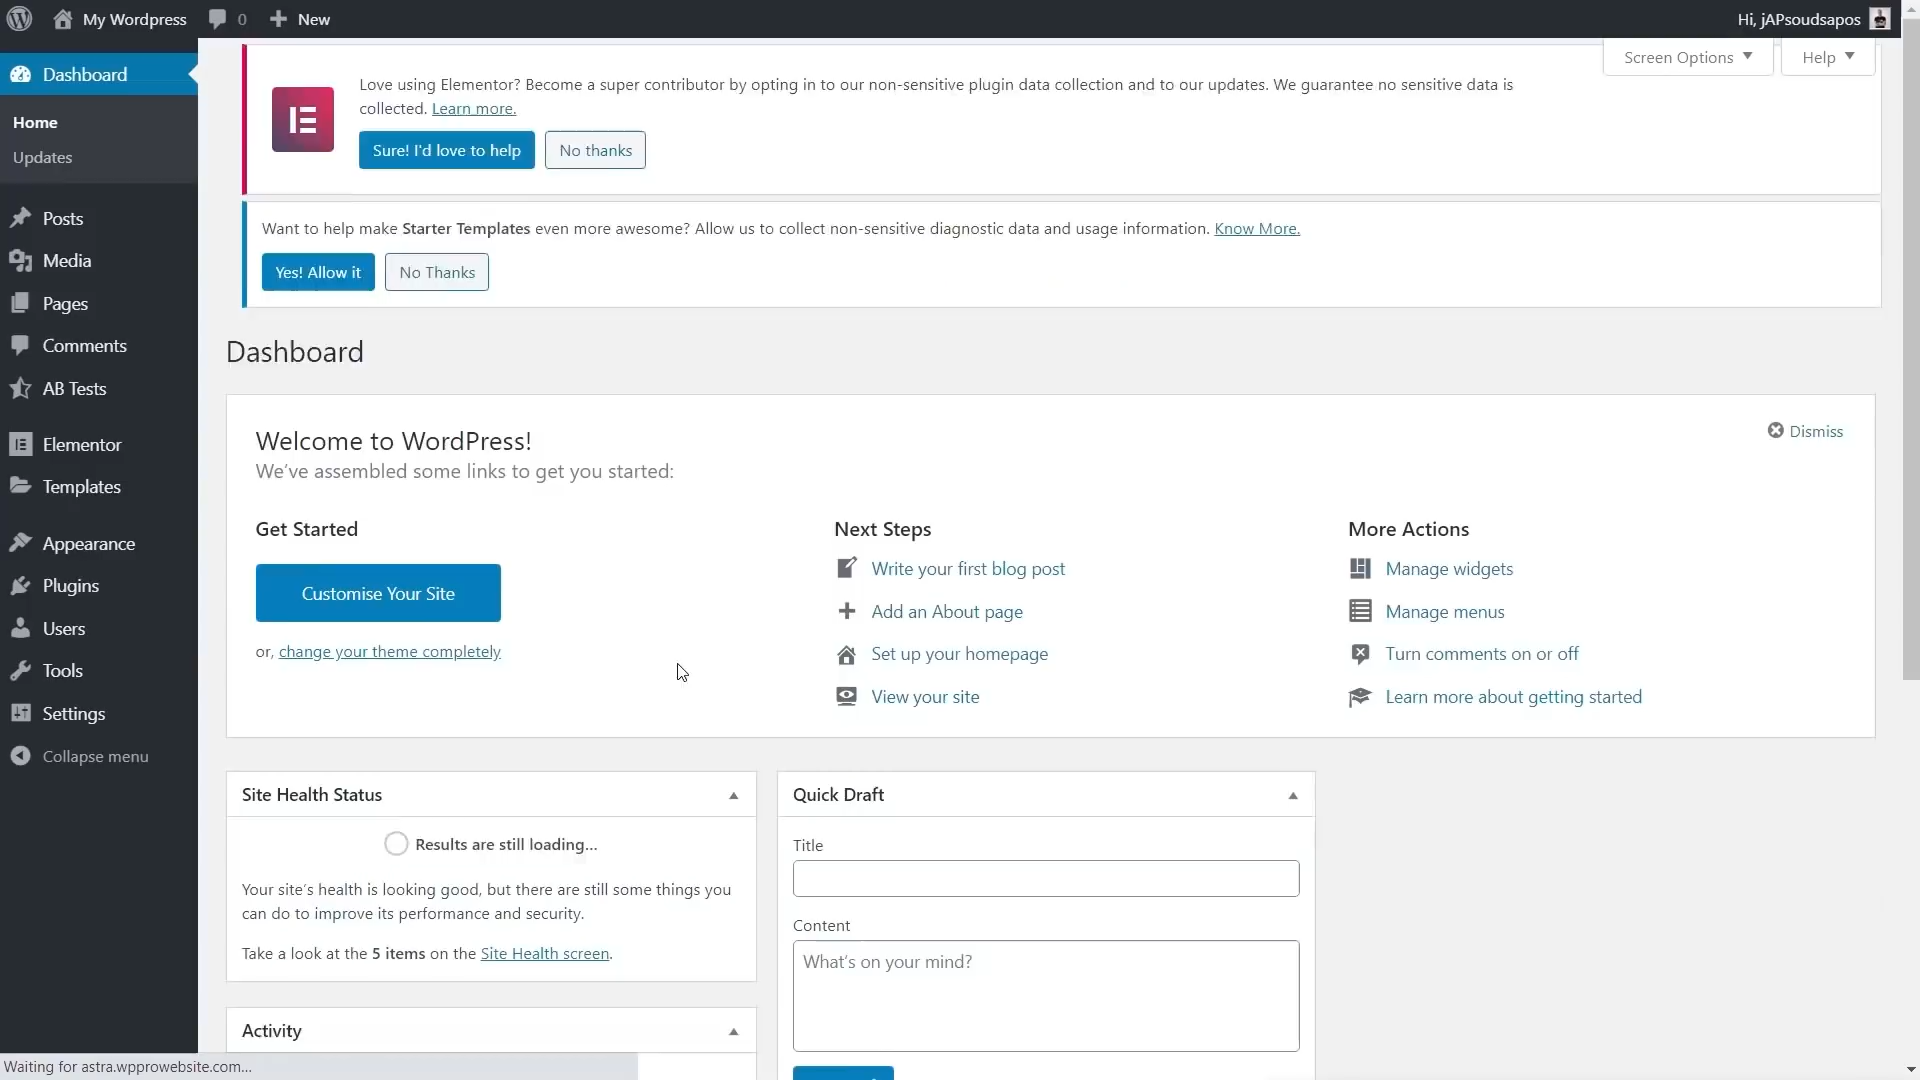 My Wordpress
0
New
Hi, jAPsoudsapos
Screen Options
Help
Dashboard
Home
Updates
Posts
Media
Pages
Comments
AB Tests
Elementor
Templates
Appearance
Plugins
Users
Tools
Settings
Collapse menu
Love using Elementor? Become a super contributor by opting in to our non-sensitive plugin data collection and to our updates. We guarantee no sensitive data is
collected. Learn more.
Sure! I'd love to help
No thanks
Want to help make Starter Templates even more awesome? Allow us to collect non-sensitive diagnostic data and usage information. Know More.
Yes! Allow it
No Thanks
Dashboard
Welcome to WordPress!
Dismiss
We've assembled some links to get you started:
Get Started
Customise Your Site
or, change your theme completely
Next Steps
Write your first blog post
Add an About page
Set up your homepage
View your site
More Actions
Manage widgets
Manage menus
Turn comments on or off
Learn more about getting started
Site Health Status
Results are still loading...
Your site's health is looking good, but there are still some things you
can do to improve its performance and security.
Take a look at the 5 items on the Site Health screen.
Activity
Quick Draft
Title
Content
What's on your mind?
Waiting for astra.wpprowebsite.com...